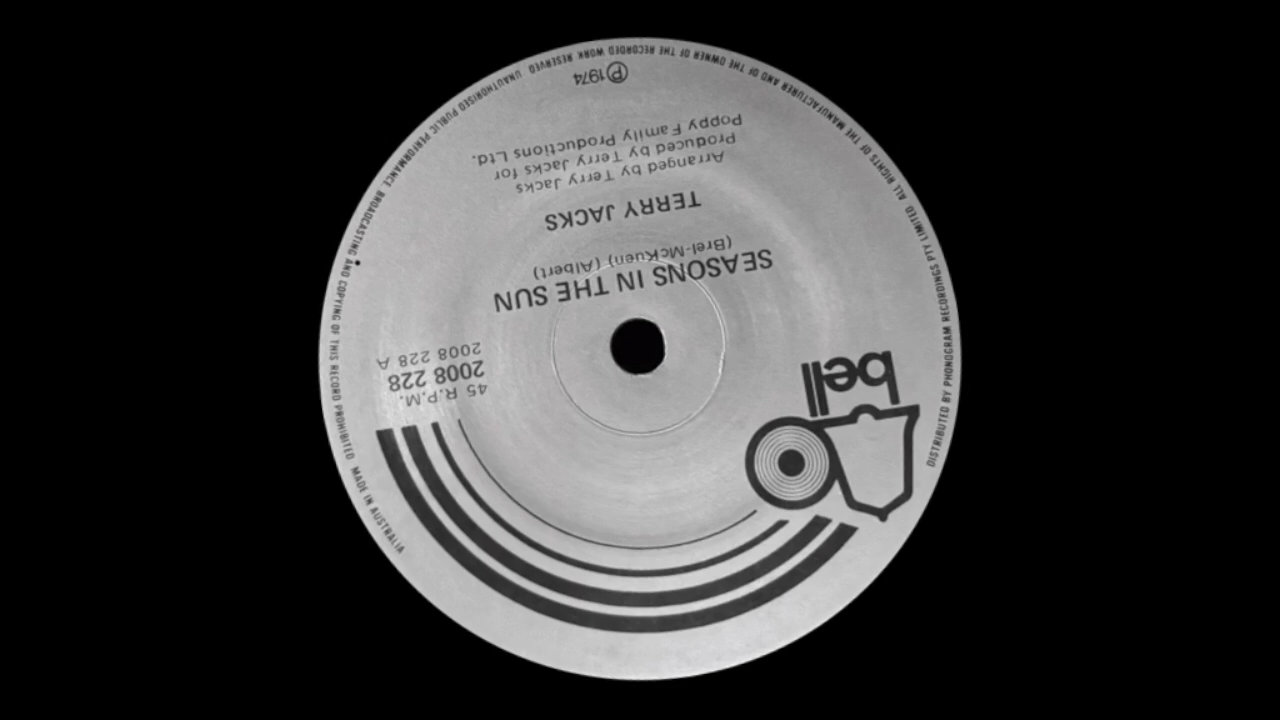 bell
45 R.P.M.
2008 228
2008 228 A
SEASONS IN THE SUN
(Brel-McKuen) (Albert)
TERRY JACKS
Arranged by Terry Jacks
Produced by Terry Jacks for
Poppy Family Productions Ltd.
Ⓟ1974
DISTRIBUTED BY PHONOGRAM RECORDINGS PTY LIMITED. ALL RIGHTS OF THE MANUFACTURER AND OF THE OWNER OF THE RECORDED WORK RESERVED. UNAUTHORISED PUBLIC PERFORMANCE, BROADCASTING AND COPYING OF THIS RECORD PROHIBITED. MADE IN AUSTRALIA